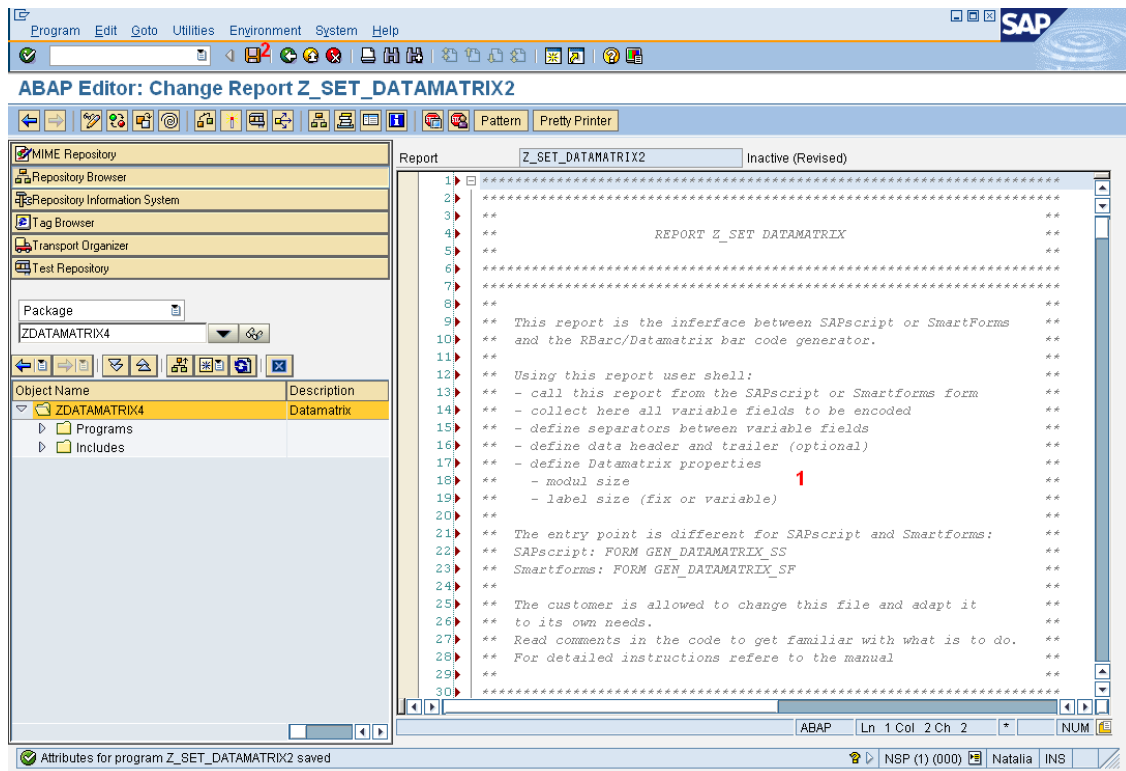 Program Edit Goto Utilities Environment System Help
SAP
2
ABAP Editor: Change Report Z_SET_DATAMATRIX2
Pattern Pretty Printer
MIME Repository
Repository Browser
Repository Information System
Tag Browser
Transport Organizer
Test Repository
Package
ZDATAMATRIX4
Object Name Description
ZDATAMATRIX4 Datamatrix
Programs
Includes
Report Z_SET_DATAMATRIX2 Inactive (Revised)
1 **********************************************************************
2 **********************************************************************
3 ** **
4 ** REPORT Z_SET DATAMATRIX **
5 ** **
6 **********************************************************************
7 **********************************************************************
8 ** **
9 ** This report is the inferface between SAPscript or SmartForms **
10 ** and the RBarc/Datamatrix bar code generator. **
11 ** **
12 ** Using this report user shell: **
13 ** - call this report from the SAPscript or Smartforms form **
14 ** - collect here all variable fields to be encoded **
15 ** - define separators between variable fields **
16 ** - define data header and trailer (optional) **
17 ** - define Datamatrix properties **
18 ** - modul size **
1
19 ** - label size (fix or variable) **
20 ** **
21 ** The entry point is different for SAPscript and Smartforms: **
22 ** SAPscript: FORM GEN_DATAMATRIX_SS **
23 ** Smartforms: FORM GEN_DATAMATRIX_SF **
24 ** **
25 ** The customer is allowed to change this file and adapt it **
26 ** to its own needs. **
27 ** Read comments in the code to get familiar with what is to do. **
28 ** For detailed instructions refere to the manual **
29 ** **
30 **********************************************************************
ABAP Ln 1 Col 2 Ch 2 * NUM
Attributes for program Z_SET_DATAMATRIX2 saved
NSP (1) (000) Natalia INS